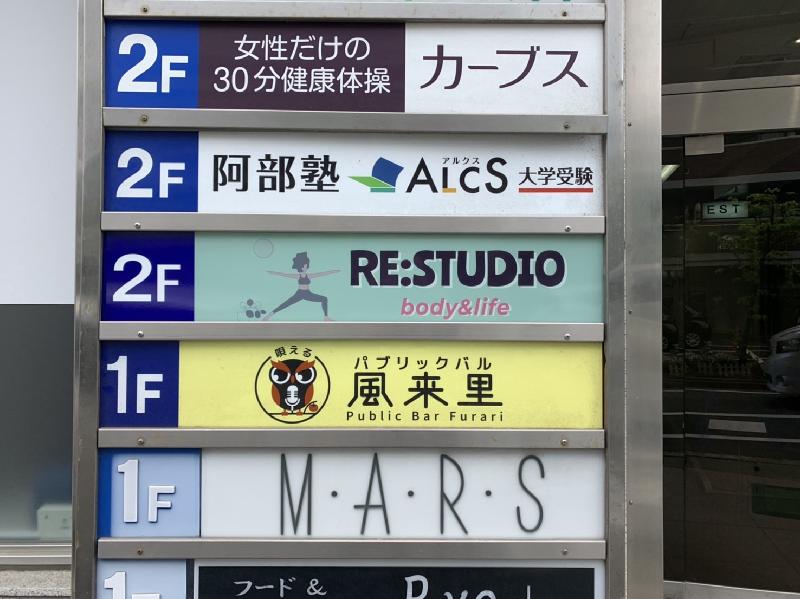 2F
女性だけの
30分健康体操
カーブス
2F
阿部塾
アルクス
ALCS
大学受験
2F
RE:STUDIO
body&life
1F
唄える
パブリックバル
風来里
Public Bar Furari
1F
M・A・R・S
フード &
EST